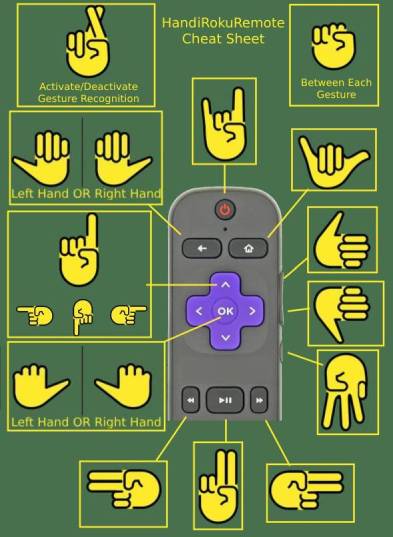 HandiRokuRemote
Cheat Sheet
Activate/Deactivate
Gesture Recognition
Between Each
Gesture
Left Hand OR Right Hand
OK
Left Hand OR Right Hand